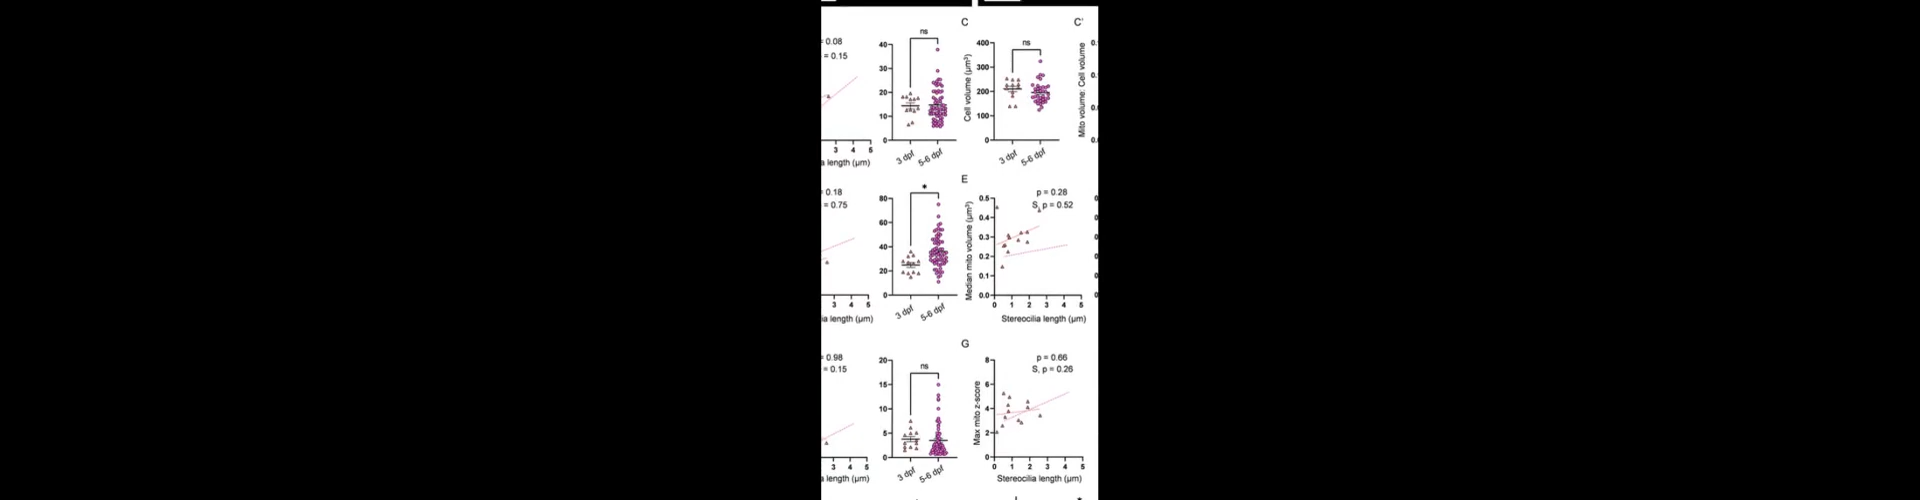 C
C'
= 0.08
= 0.15
3 4 5
a length (µm)
ns
40
30
20
10
0
3 dpf
5-6 dpf
Cell volume (µm³)
ns
400
300
200
100
0
3 dpf
5-6 dpf
Mito volume: Cell volume
E
= 0.18
= 0.75
3 4 5
ia length (µm)
*
80
60
40
20
0
3 dpf
5-6 dpf
Median mito volume (µm³)
p = 0.28
S, p = 0.52
0.5
0.4
0.3
0.2
0.1
0.0
0 1 2 3 4 5
Stereocilia length (µm)
G
= 0.98
= 0.15
3 4 5
a length (µm)
ns
20
15
10
5
0
3 dpf
5-6 dpf
Max mito z-score
p = 0.66
S, p = 0.26
8
6
4
2
0
0 1 2 3 4 5
Stereocilia length (µm)